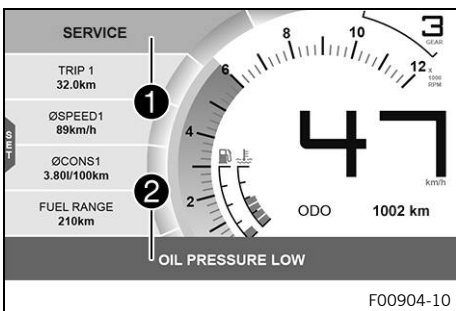 SERVICE
TRIP 1
32.0km
ØSPEED1
89km/h
ØCONS1
3.80l/100km
FUEL RANGE
210km
SET
1
2
2
4
6
8
10
12
X
1000
RPM
3
GEAR
47
km/h
ODO 1002 km
OIL PRESSURE LOW
F00904-10